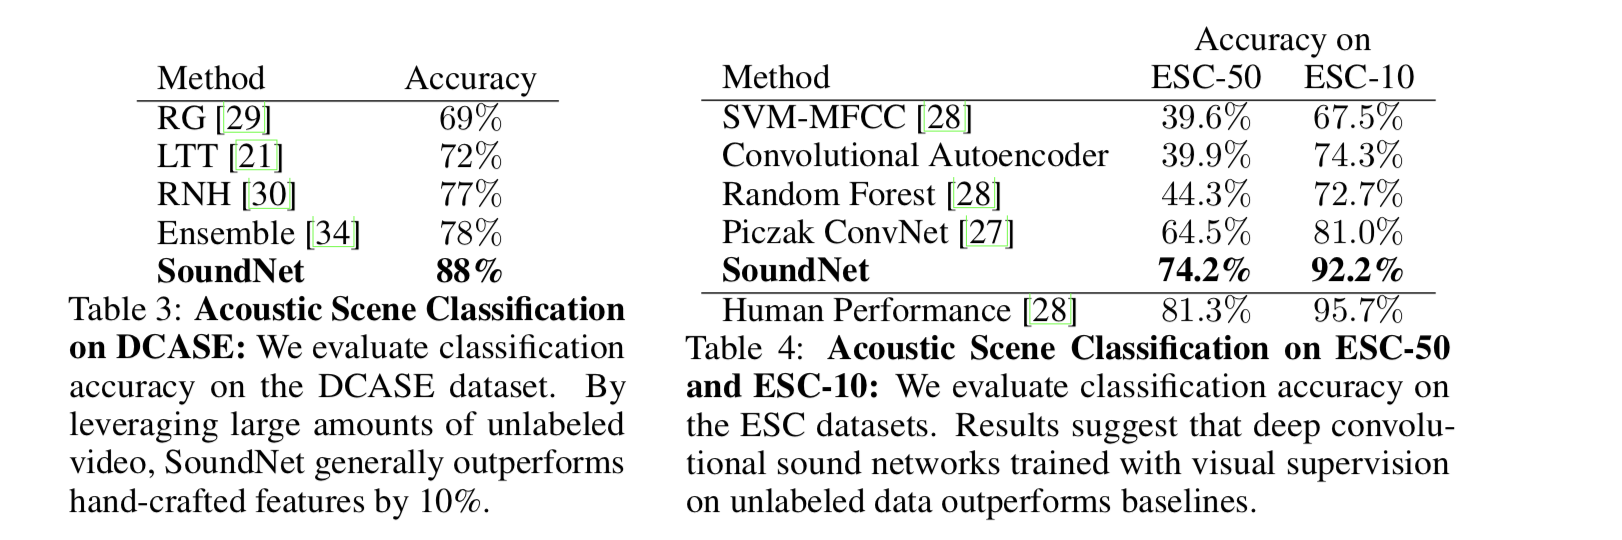 Method Accuracy
RG [29] 69%
LTT [21] 72%
RNH [30] 77%
Ensemble [34] 78%
SoundNet 88%
Table 3: Acoustic Scene Classification
on DCASE: We evaluate classification
accuracy on the DCASE dataset. By
leveraging large amounts of unlabeled
video, SoundNet generally outperforms
hand-crafted features by 10%.
Accuracy on
Method ESC-50 ESC-10
SVM-MFCC [28] 39.6% 67.5%
Convolutional Autoencoder 39.9% 74.3%
Random Forest [28] 44.3% 72.7%
Piczak ConvNet [27] 64.5% 81.0%
SoundNet 74.2% 92.2%
Human Performance [28] 81.3% 95.7%
Table 4: Acoustic Scene Classification on ESC-50
and ESC-10: We evaluate classification accuracy on
the ESC datasets. Results suggest that deep convolu-
tional sound networks trained with visual supervision
on unlabeled data outperforms baselines.